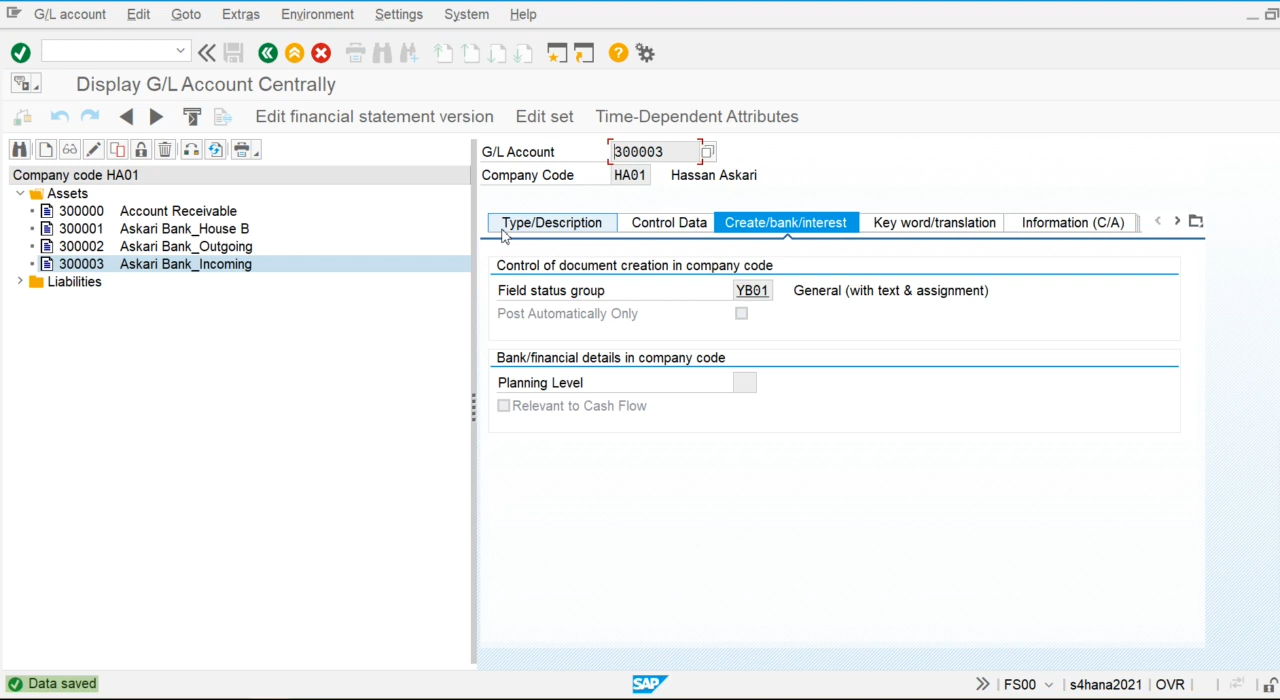 G/L account Edit Goto Extras Environment Settings System Help
Display G/L Account Centrally
Edit financial statement version Edit set Time-Dependent Attributes
G/L Account 300003
Company code HA01
Company Code HA01 Hassan Askari
Assets
300000 Account Receivable
300001 Askari Bank_House B
300002 Askari Bank_Outgoing
300003 Askari Bank_Incoming
Liabilities
Type/Description Control Data Create/bank/interest Key word/translation Information (C/A)
Control of document creation in company code
Field status group YB01 General (with text & assignment)
Post Automatically Only
Bank/financial details in company code
Planning Level
Relevant to Cash Flow
Data saved SAP FS00 s4hana2021 OVR